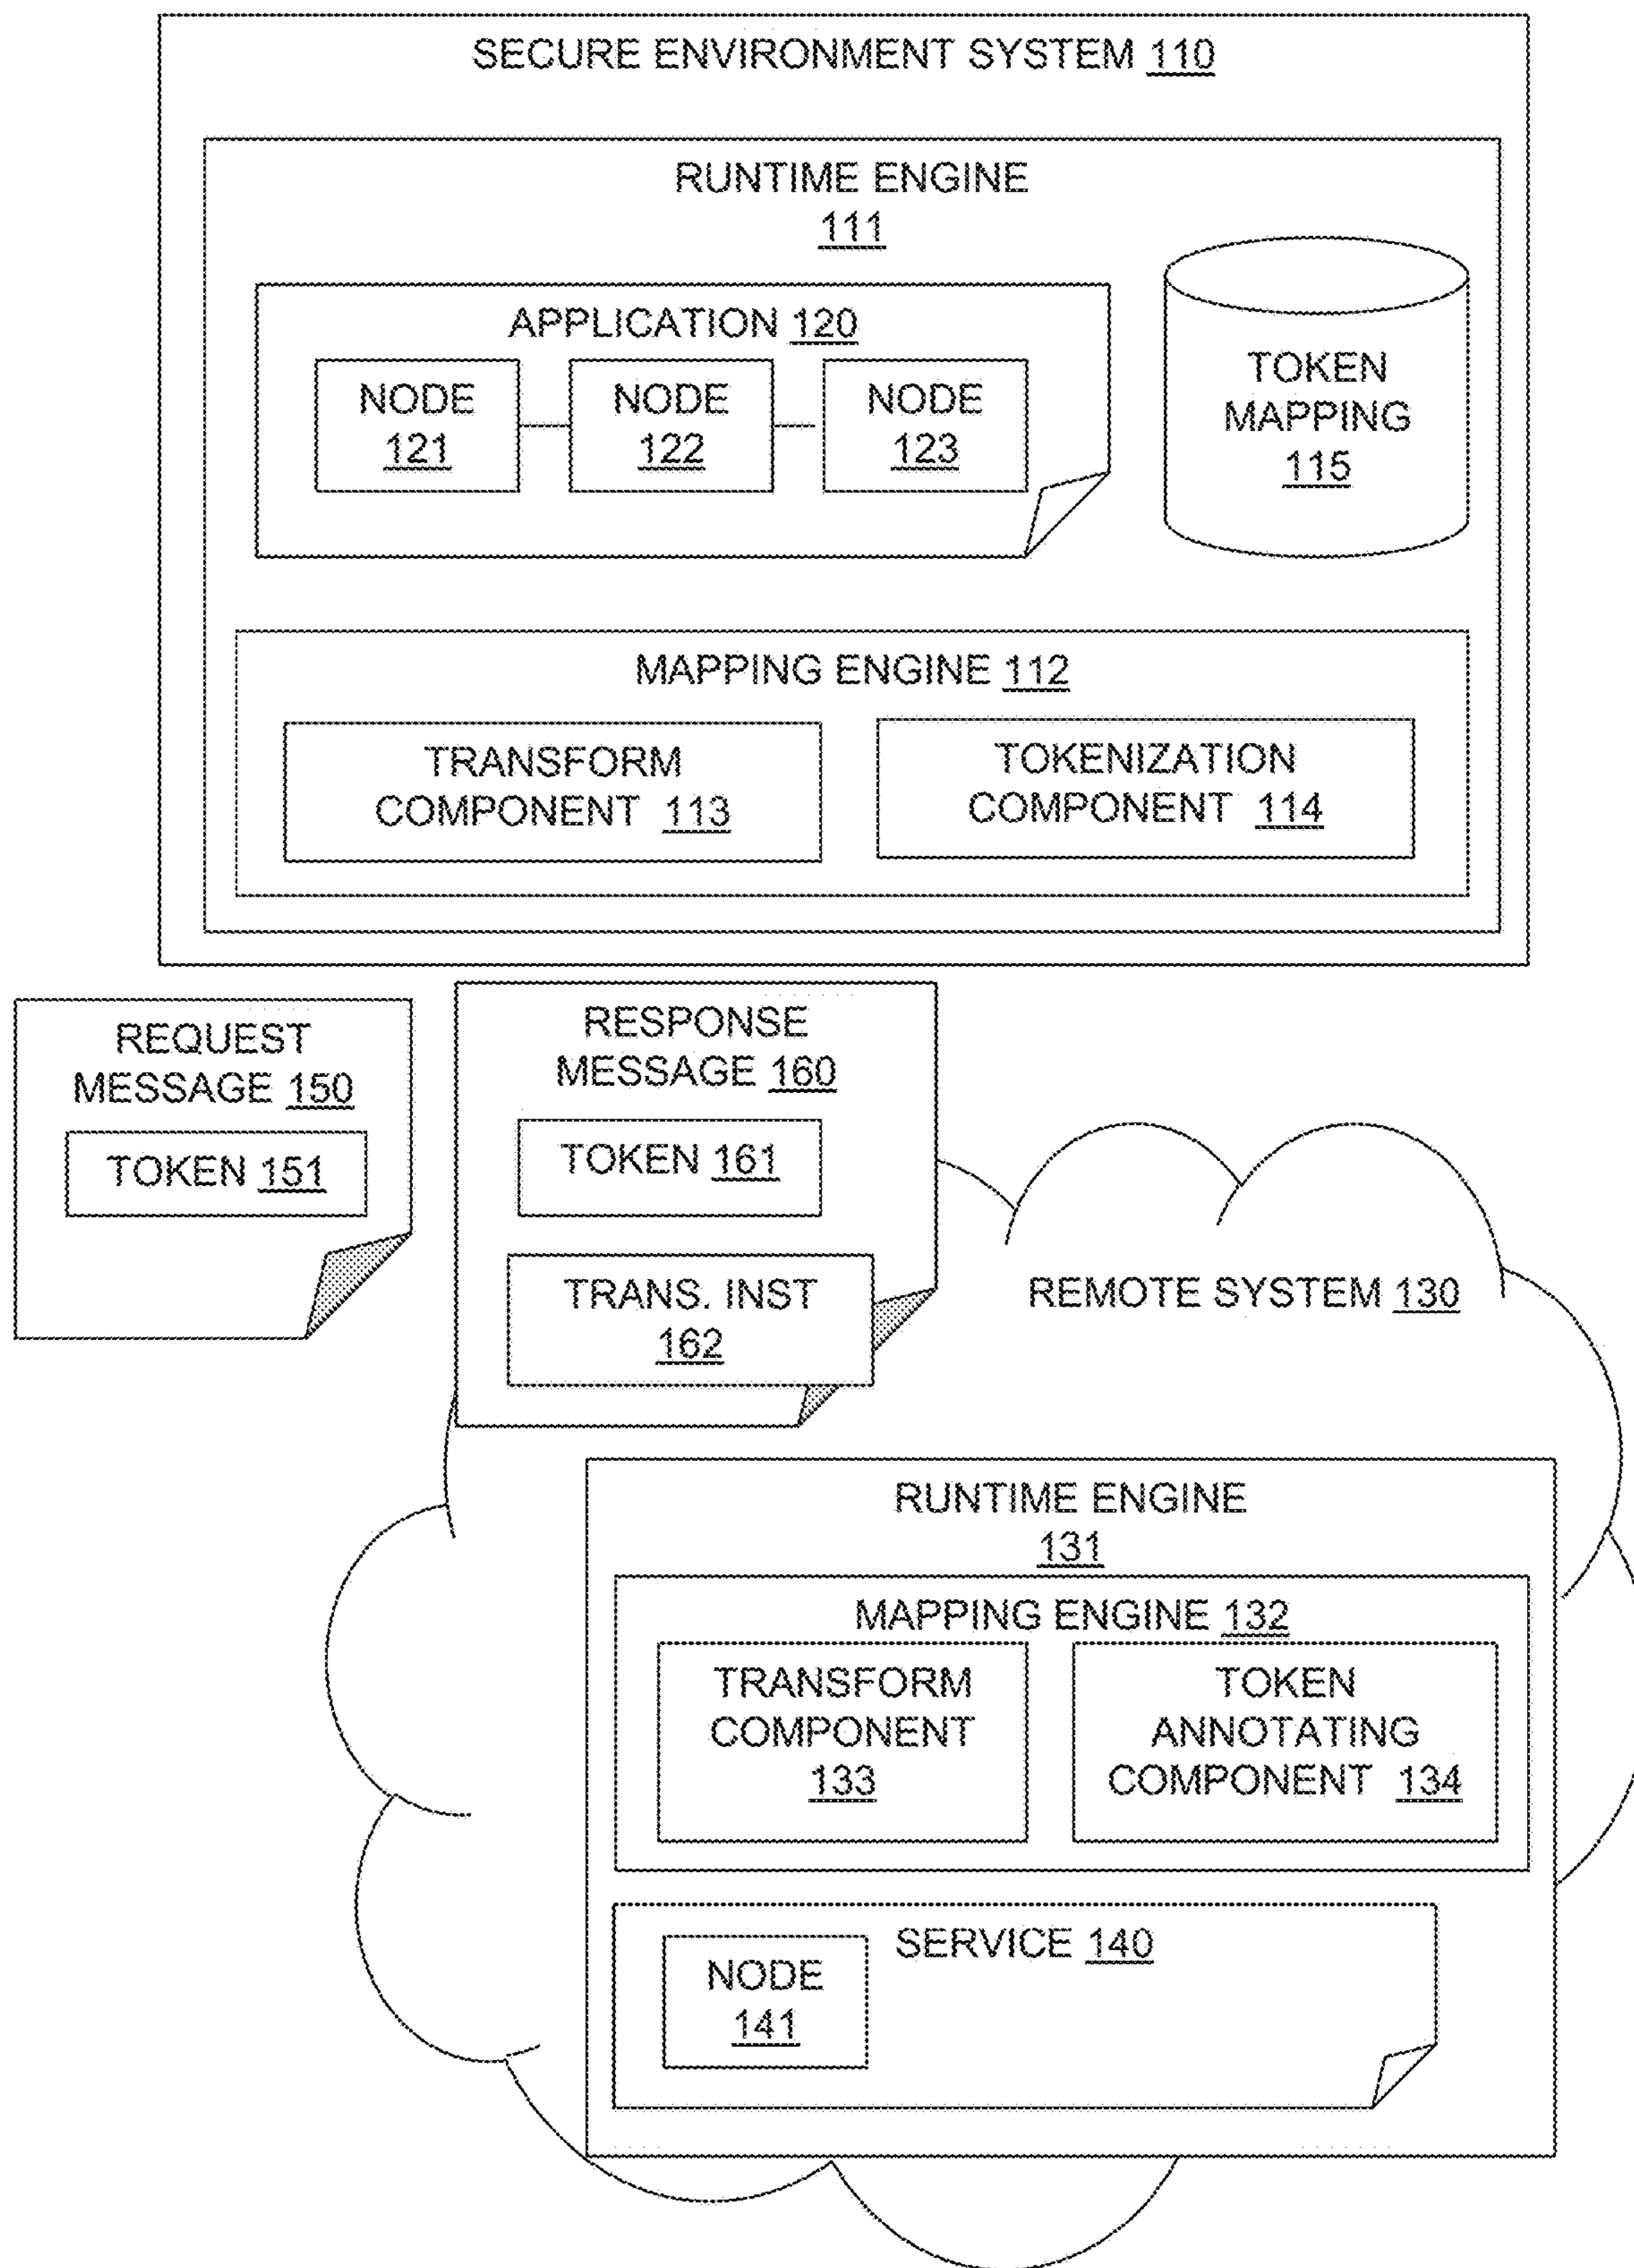 SECURE ENVIRONMENT SYSTEM 110
RUNTIME ENGINE
111
APPLICATION 120
NODE
121
NODE
122
NODE
123
TOKEN
MAPPING
115
MAPPING ENGINE 112
TRANSFORM
COMPONENT 113
TOKENIZATION
COMPONENT 114
REQUEST
MESSAGE 150
TOKEN 151
RESPONSE
MESSAGE 160
TOKEN 161
TRANS. INST
162
REMOTE SYSTEM 130
RUNTIME ENGINE
131
MAPPING ENGINE 132
TRANSFORM
COMPONENT
133
TOKEN
ANNOTATING
COMPONENT 134
SERVICE 140
NODE
141